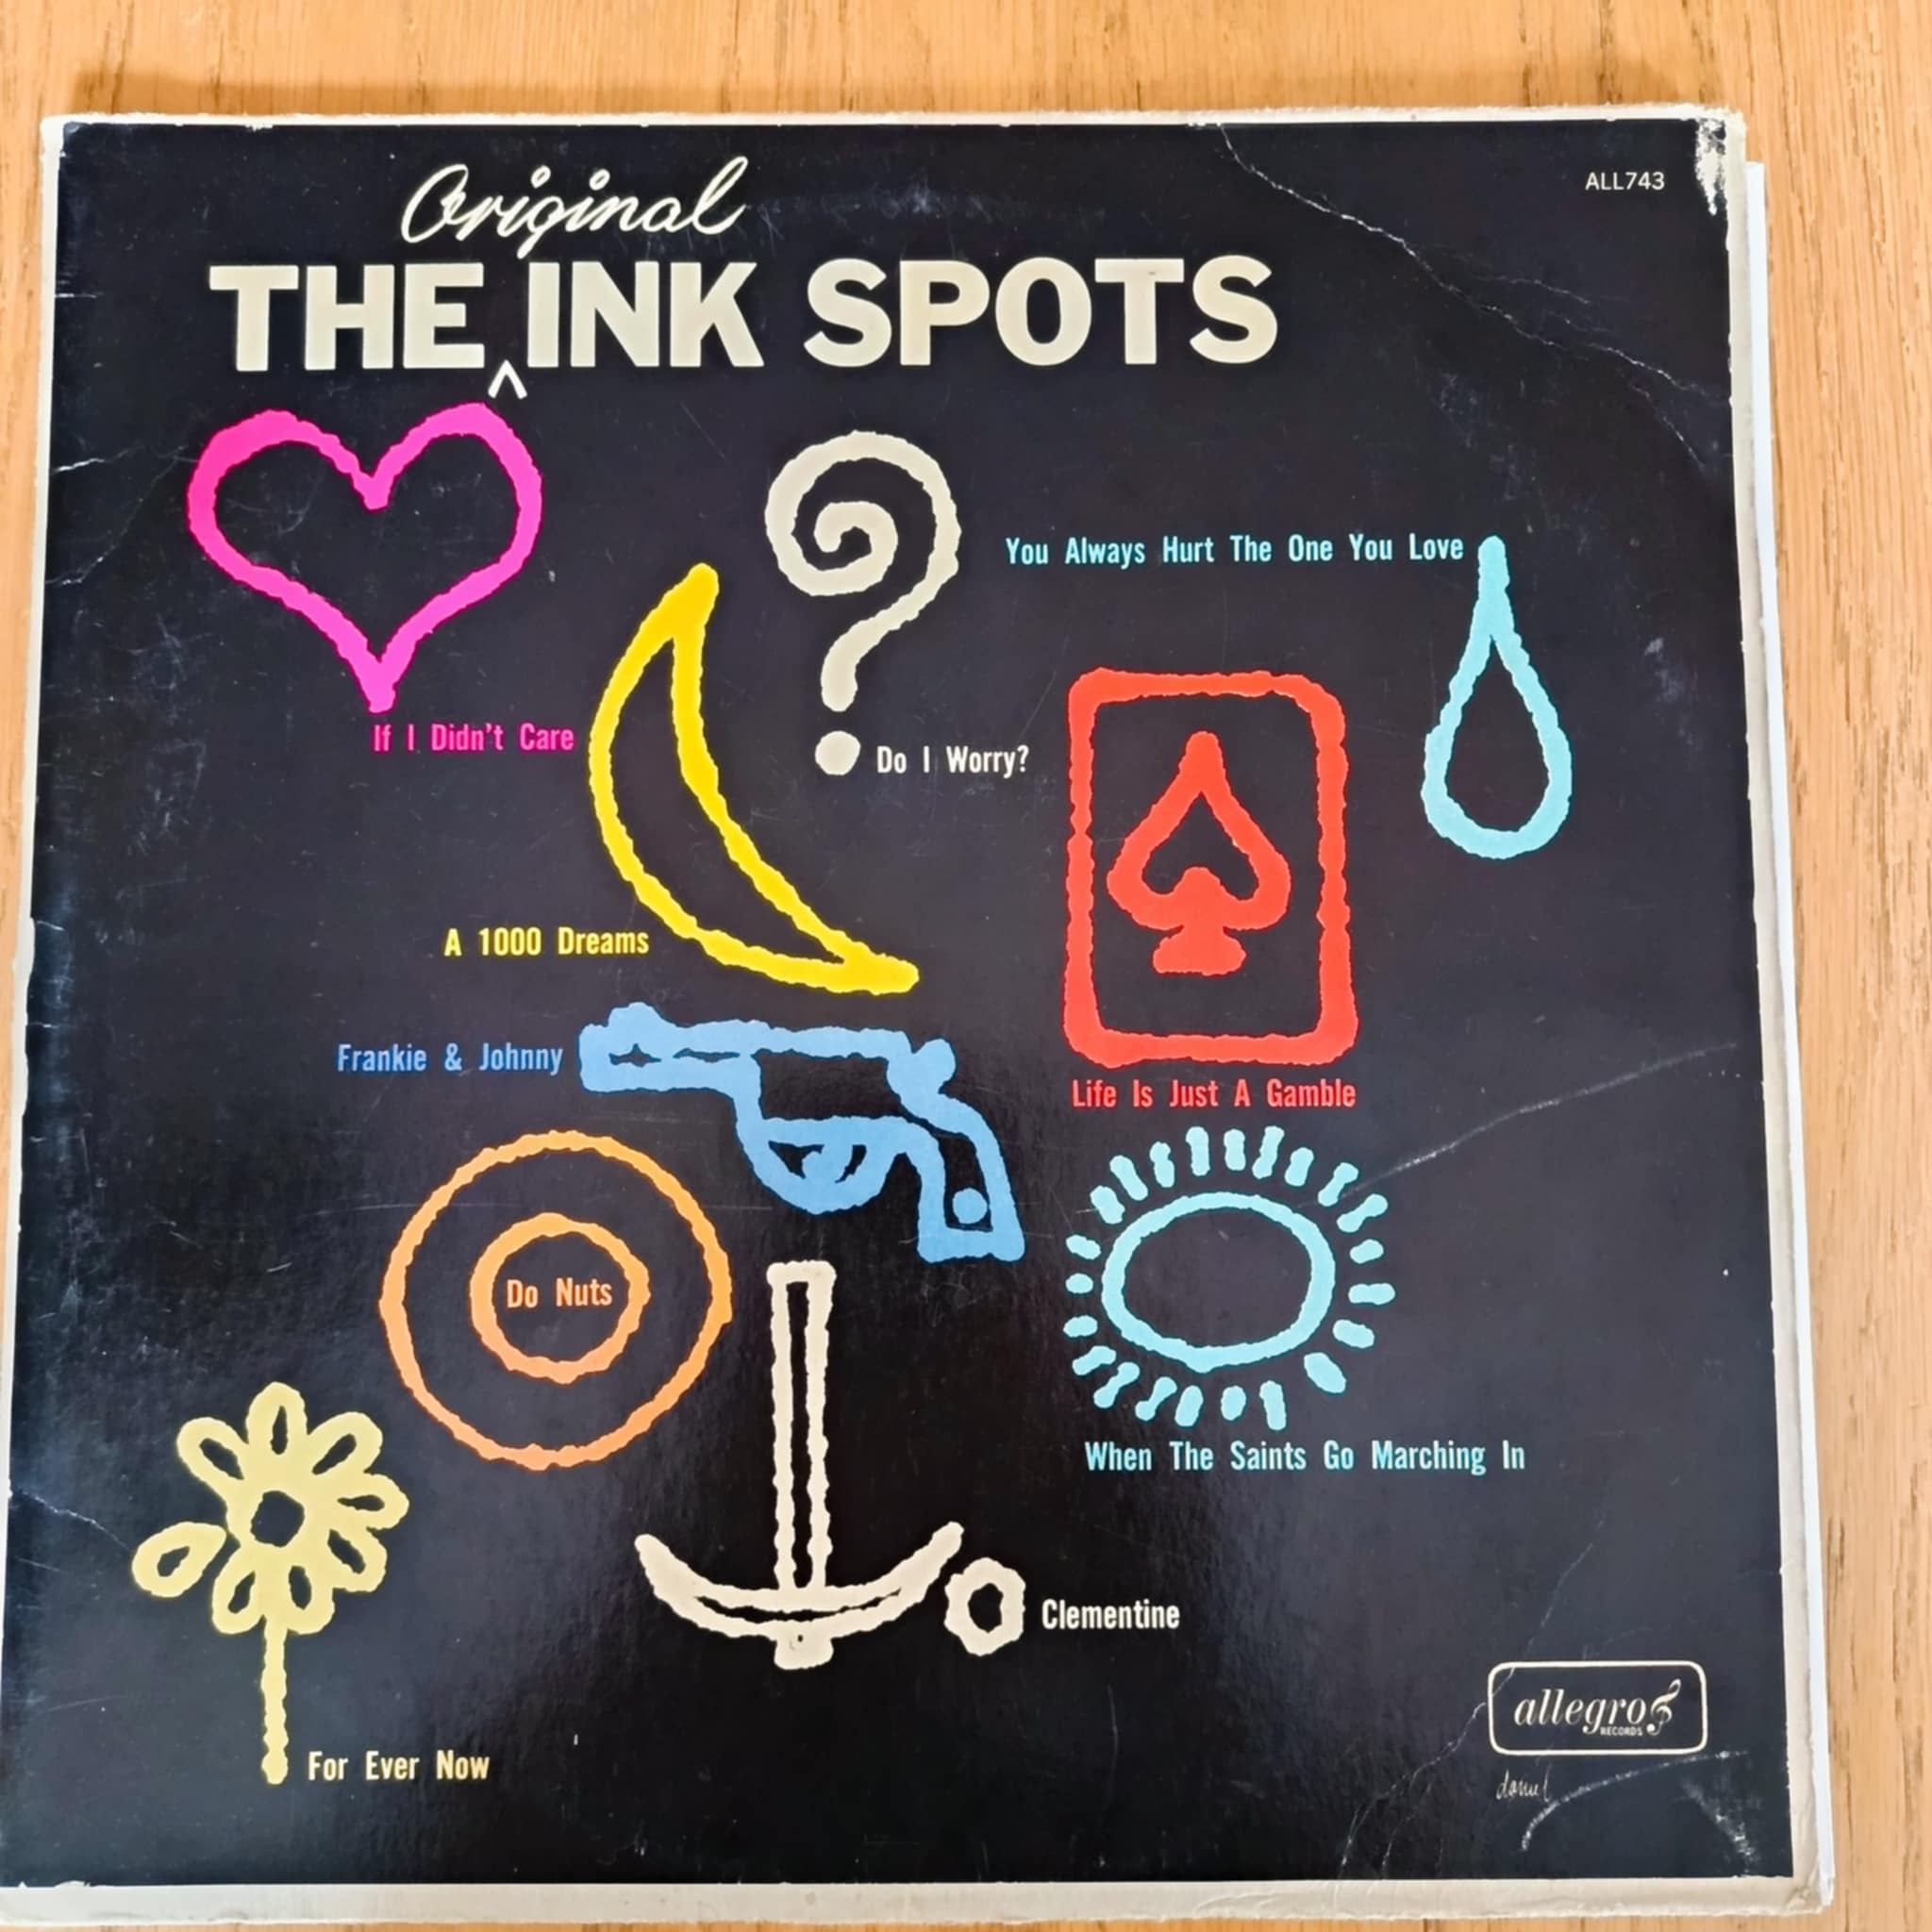 Original
THE ^ INK SPOTS
ALL743
You Always Hurt The One You Love
If I Didn't Care
Do I Worry?
A 1000 Dreams
Frankie & Johnny
Life Is Just A Gamble
Do Nuts
When The Saints Go Marching In
Clementine
For Ever Now
allegro
RECORDS
daniel